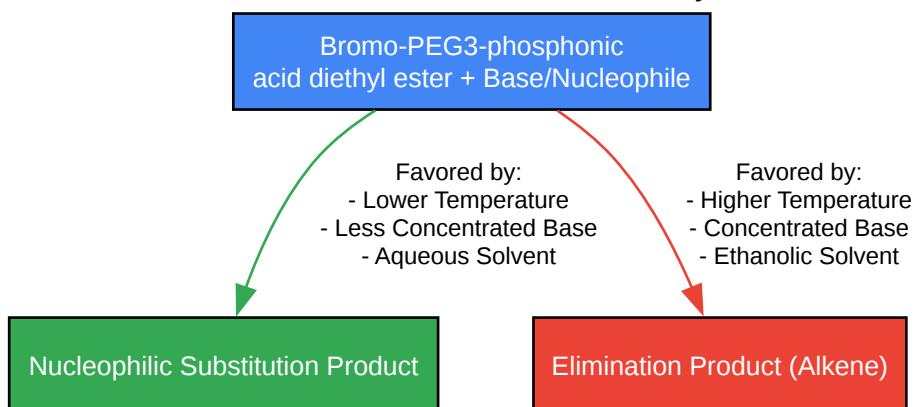 Bromo-PEG3-phosphonic
acid diethyl ester + Base/Nucleophile
Favored by:
- Lower Temperature
- Less Concentrated Base
- Aqueous Solvent
Favored by:
- Higher Temperature
- Concentrated Base
- Ethanolic Solvent
Nucleophilic Substitution Product
Elimination Product (Alkene)